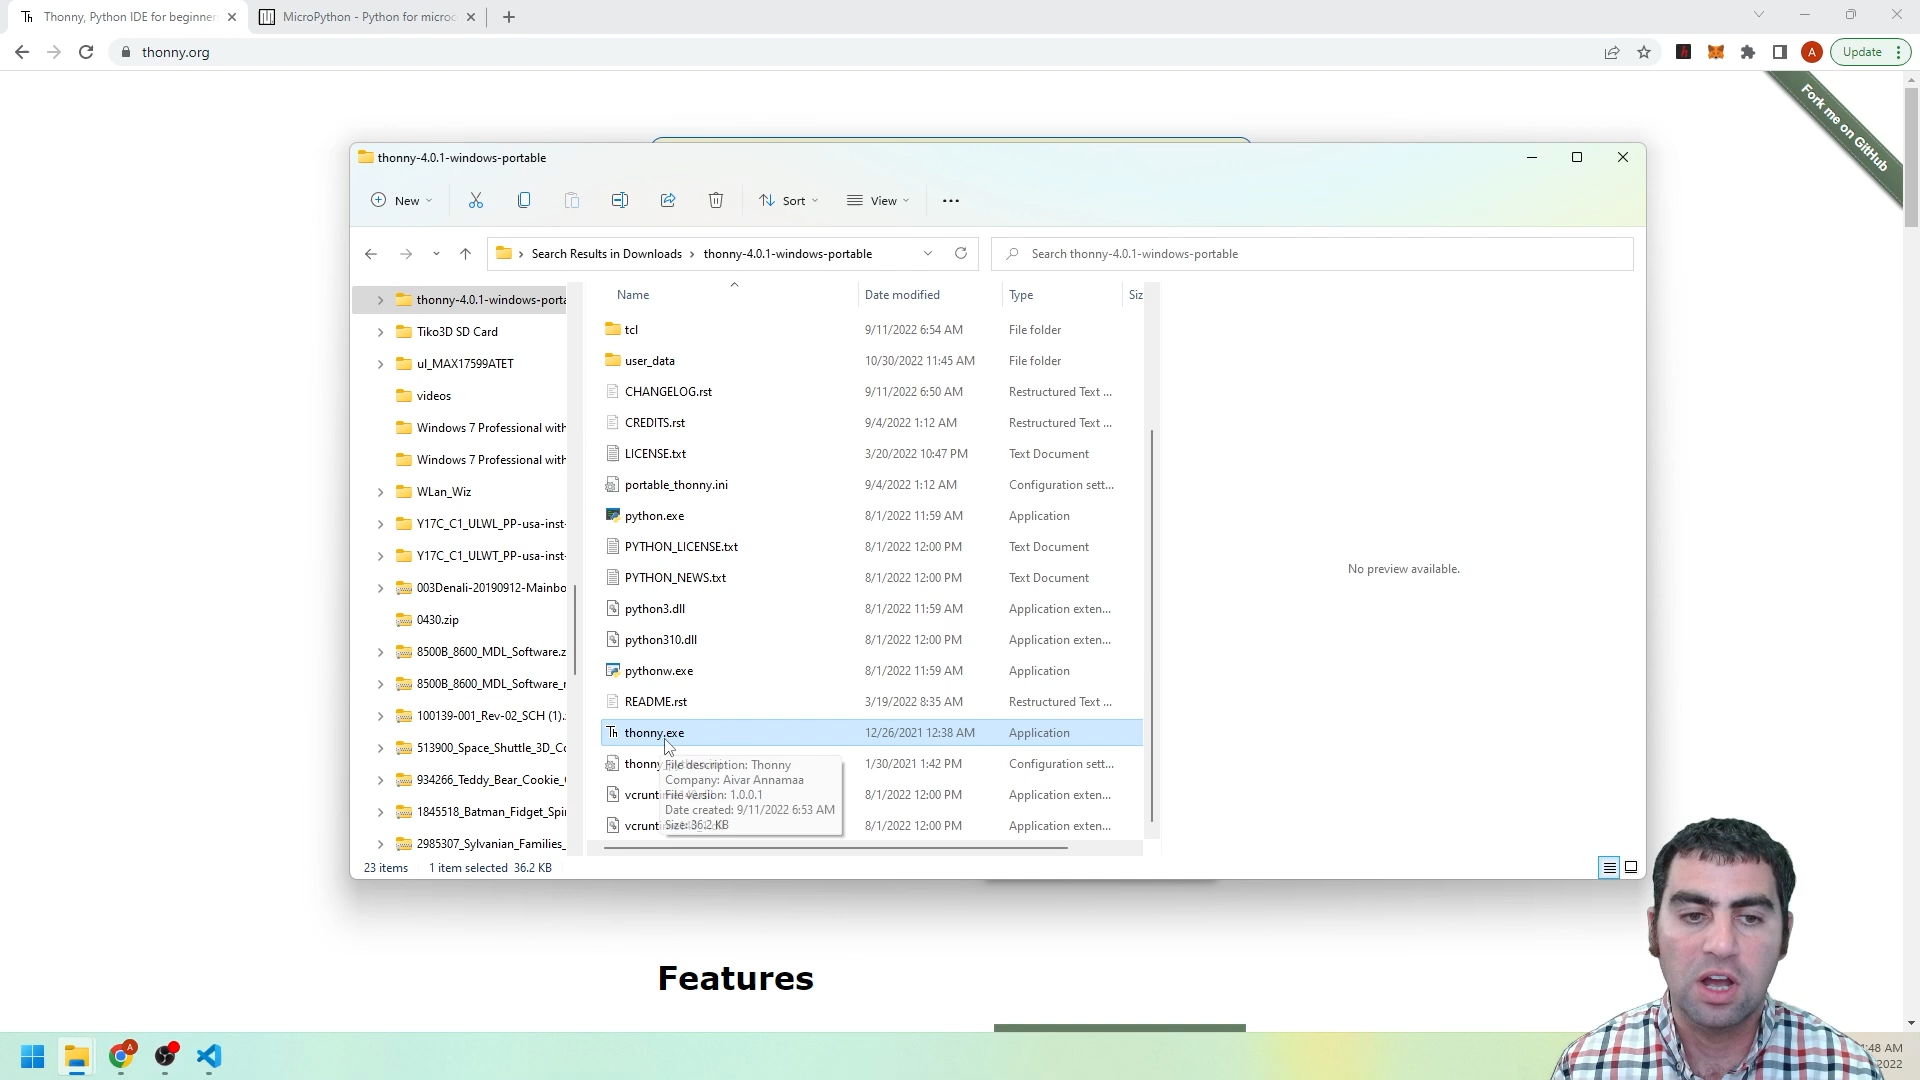 Thonny, Python IDE for beginner
MicroPython - Python for microc
thonny.org
A
Update
Fork me on GitHub
thonny-4.0.1-windows-portable
New
Sort
View
Search Results in Downloads
thonny-4.0.1-windows-portable
Search thonny-4.0.1-windows-portable
thonny-4.0.1-windows-porta
Tiko3D SD Card
ul_MAX17599ATET
videos
Windows 7 Professional with
Windows 7 Professional with
WLan_Wiz
Y17C_C1_ULWL_PP-usa-inst-
Y17C_C1_ULWT_PP-usa-inst-
003Denali-20190912-Mainbo
0430.zip
8500B_8600_MDL_Software.z
8500B_8600_MDL_Software_r
100139-001_Rev-02_SCH (1).
513900_Space_Shuttle_3D_Co
934266_Teddy_Bear_Cookie_
1845518_Batman_Fidget_Spi
2985307_Sylvanian_Families_
Name Date modified Type Siz
tcl 9/11/2022 6:54 AM File folder
user_data 10/30/2022 11:45 AM File folder
CHANGELOG.rst 9/11/2022 6:50 AM Restructured Text ...
CREDITS.rst 9/4/2022 1:12 AM Restructured Text ...
LICENSE.txt 3/20/2022 10:47 PM Text Document
portable_thonny.ini 9/4/2022 1:12 AM Configuration sett...
python.exe 8/1/2022 11:59 AM Application
PYTHON_LICENSE.txt 8/1/2022 12:00 PM Text Document
PYTHON_NEWS.txt 8/1/2022 12:00 PM Text Document
python3.dll 8/1/2022 11:59 AM Application exten...
python310.dll 8/1/2022 12:00 PM Application exten...
pythonw.exe 8/1/2022 11:59 AM Application
README.rst 3/19/2022 8:35 AM Restructured Text ...
Th thonny.exe 12/26/2021 12:38 AM Application
thonny 1/30/2021 1:42 PM Configuration sett...
vcrunt 8/1/2022 12:00 PM Application exten...
vcrunt 8/1/2022 12:00 PM Application exten...
File description: Thonny
Company: Aivar Annamaa
File version: 1.0.0.1
Date created: 9/11/2022 6:53 AM
Size: 36.2 KB
No preview available.
23 items 1 item selected 36.2 KB
Features
A
:48 AM
2022